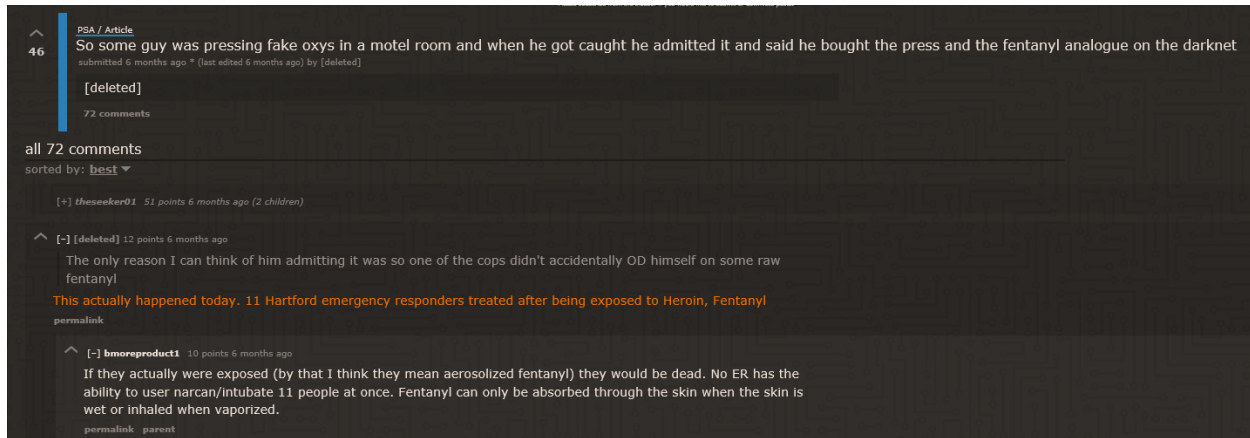 PSA / Article
46
So some guy was pressing fake oxys in a motel room and when he got caught he admitted it and said he bought the press and the fentanyl analogue on the darknet
submitted 6 months ago * (last edited 6 months ago) by [deleted]
[deleted]
72 comments
all 72 comments
sorted by: best
[+] theseeker01 51 points 6 months ago (2 children)
[-] [deleted] 12 points 6 months ago
The only reason I can think of him admitting it was so one of the cops didn't accidentally OD himself on some raw
fentanyl
This actually happened today. 11 Hartford emergency responders treated after being exposed to Heroin, Fentanyl
permalink
[-] bmoreproduct1 10 points 6 months ago
If they actually were exposed (by that I think they mean aerosolized fentanyl) they would be dead. No ER has the
ability to user narcan/intubate 11 people at once. Fentanyl can only be absorbed through the skin when the skin is
wet or inhaled when vaporized.
permalink parent